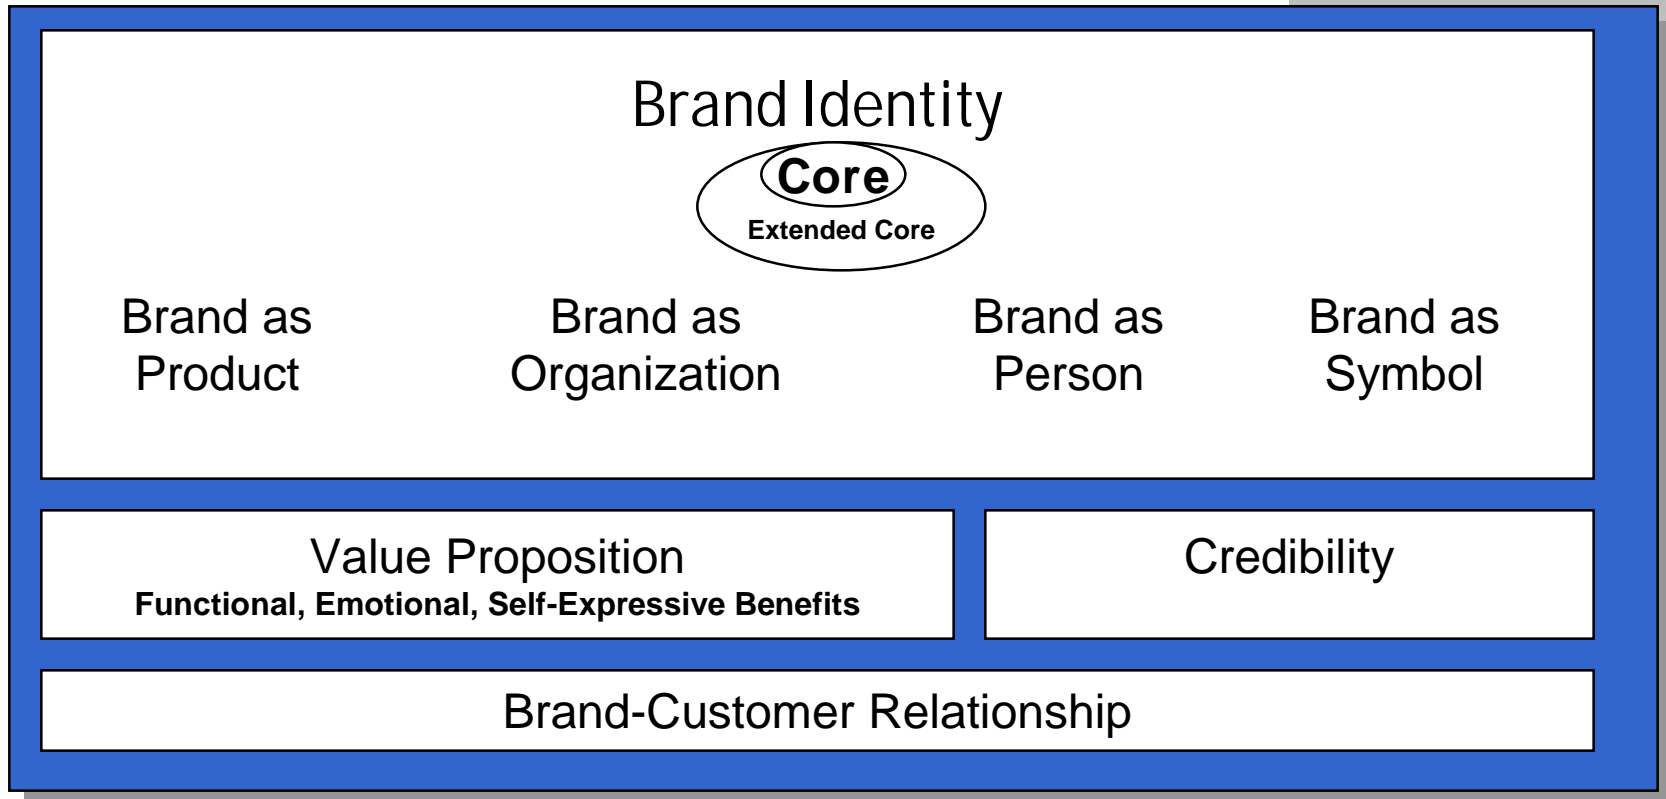 Brand Identity
Core
Extended Core
Brand as
Product
Brand as
Organization
Brand as
Person
Brand as
Symbol
Value Proposition
Functional, Emotional, Self-Expressive Benefits
Credibility
Brand-Customer Relationship